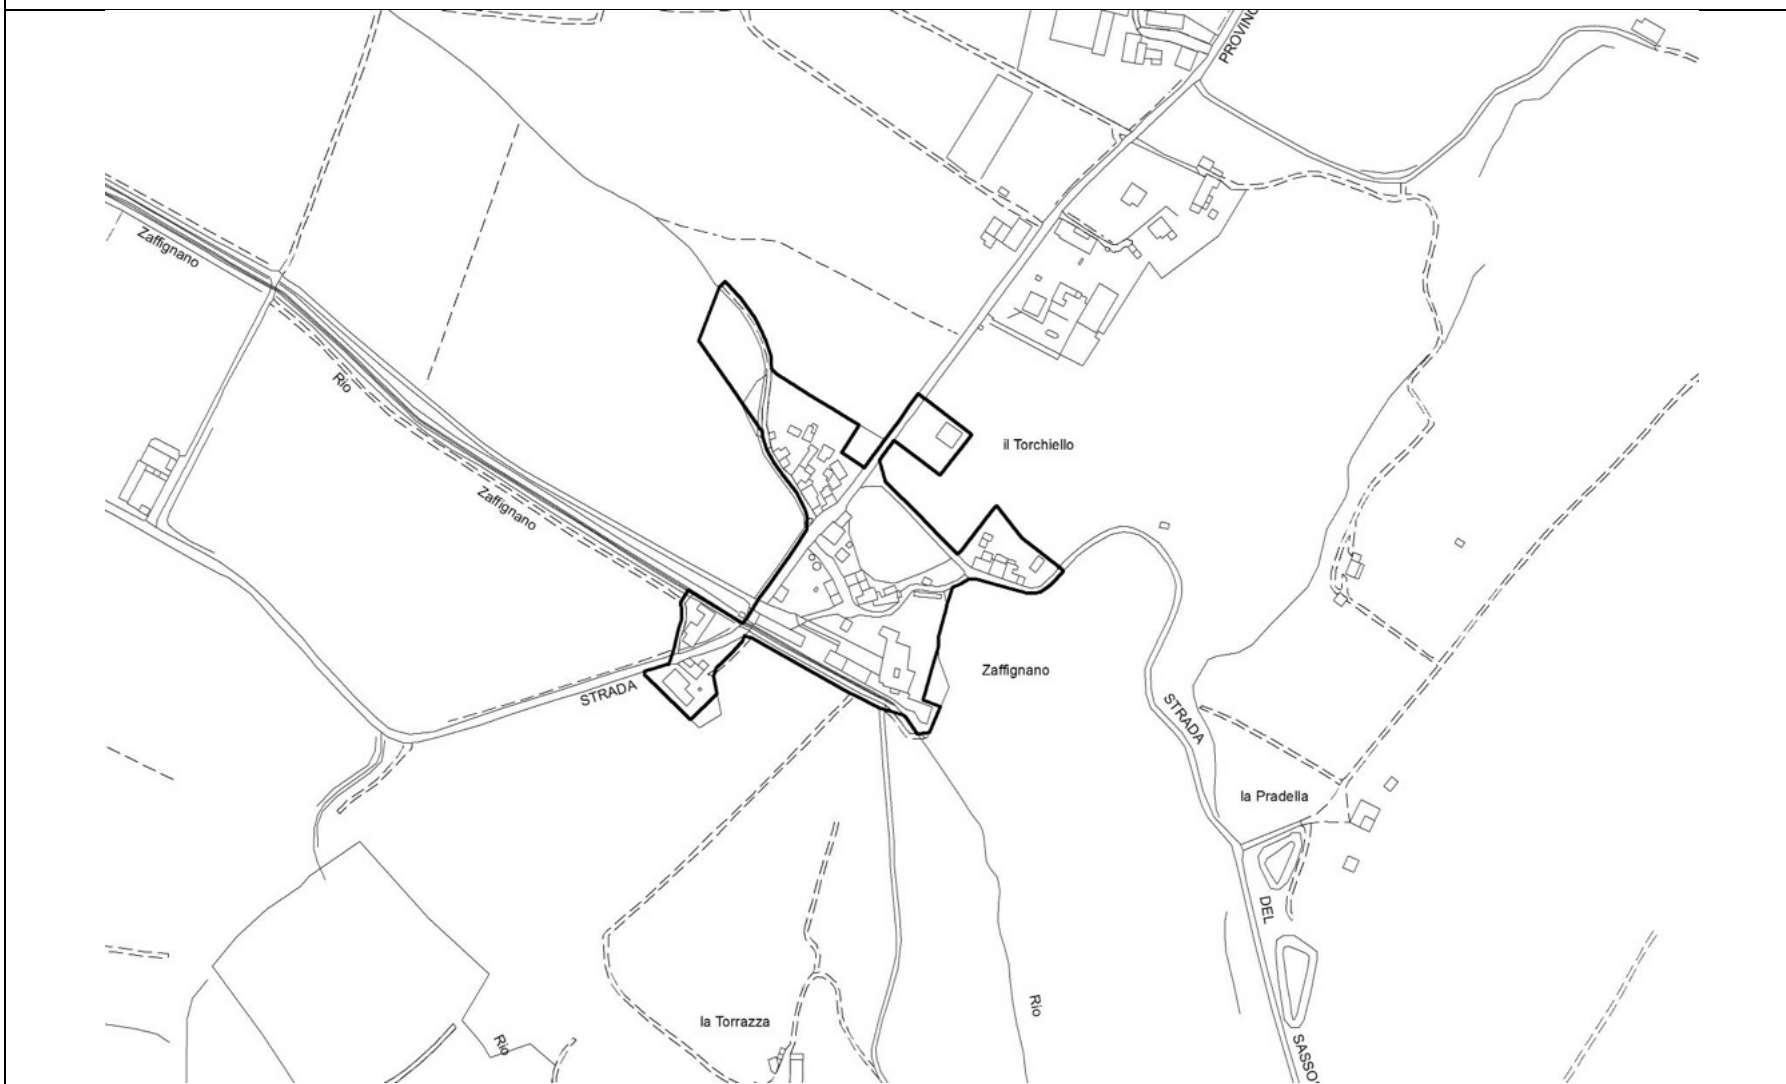 PROVINC
Zaffignano
Rio
il Torchiello
Zaffignano
Zaffignano
STRADA
STRADA
la Pradella
DEL
Rio
la Torrazza
Rio
SASSO